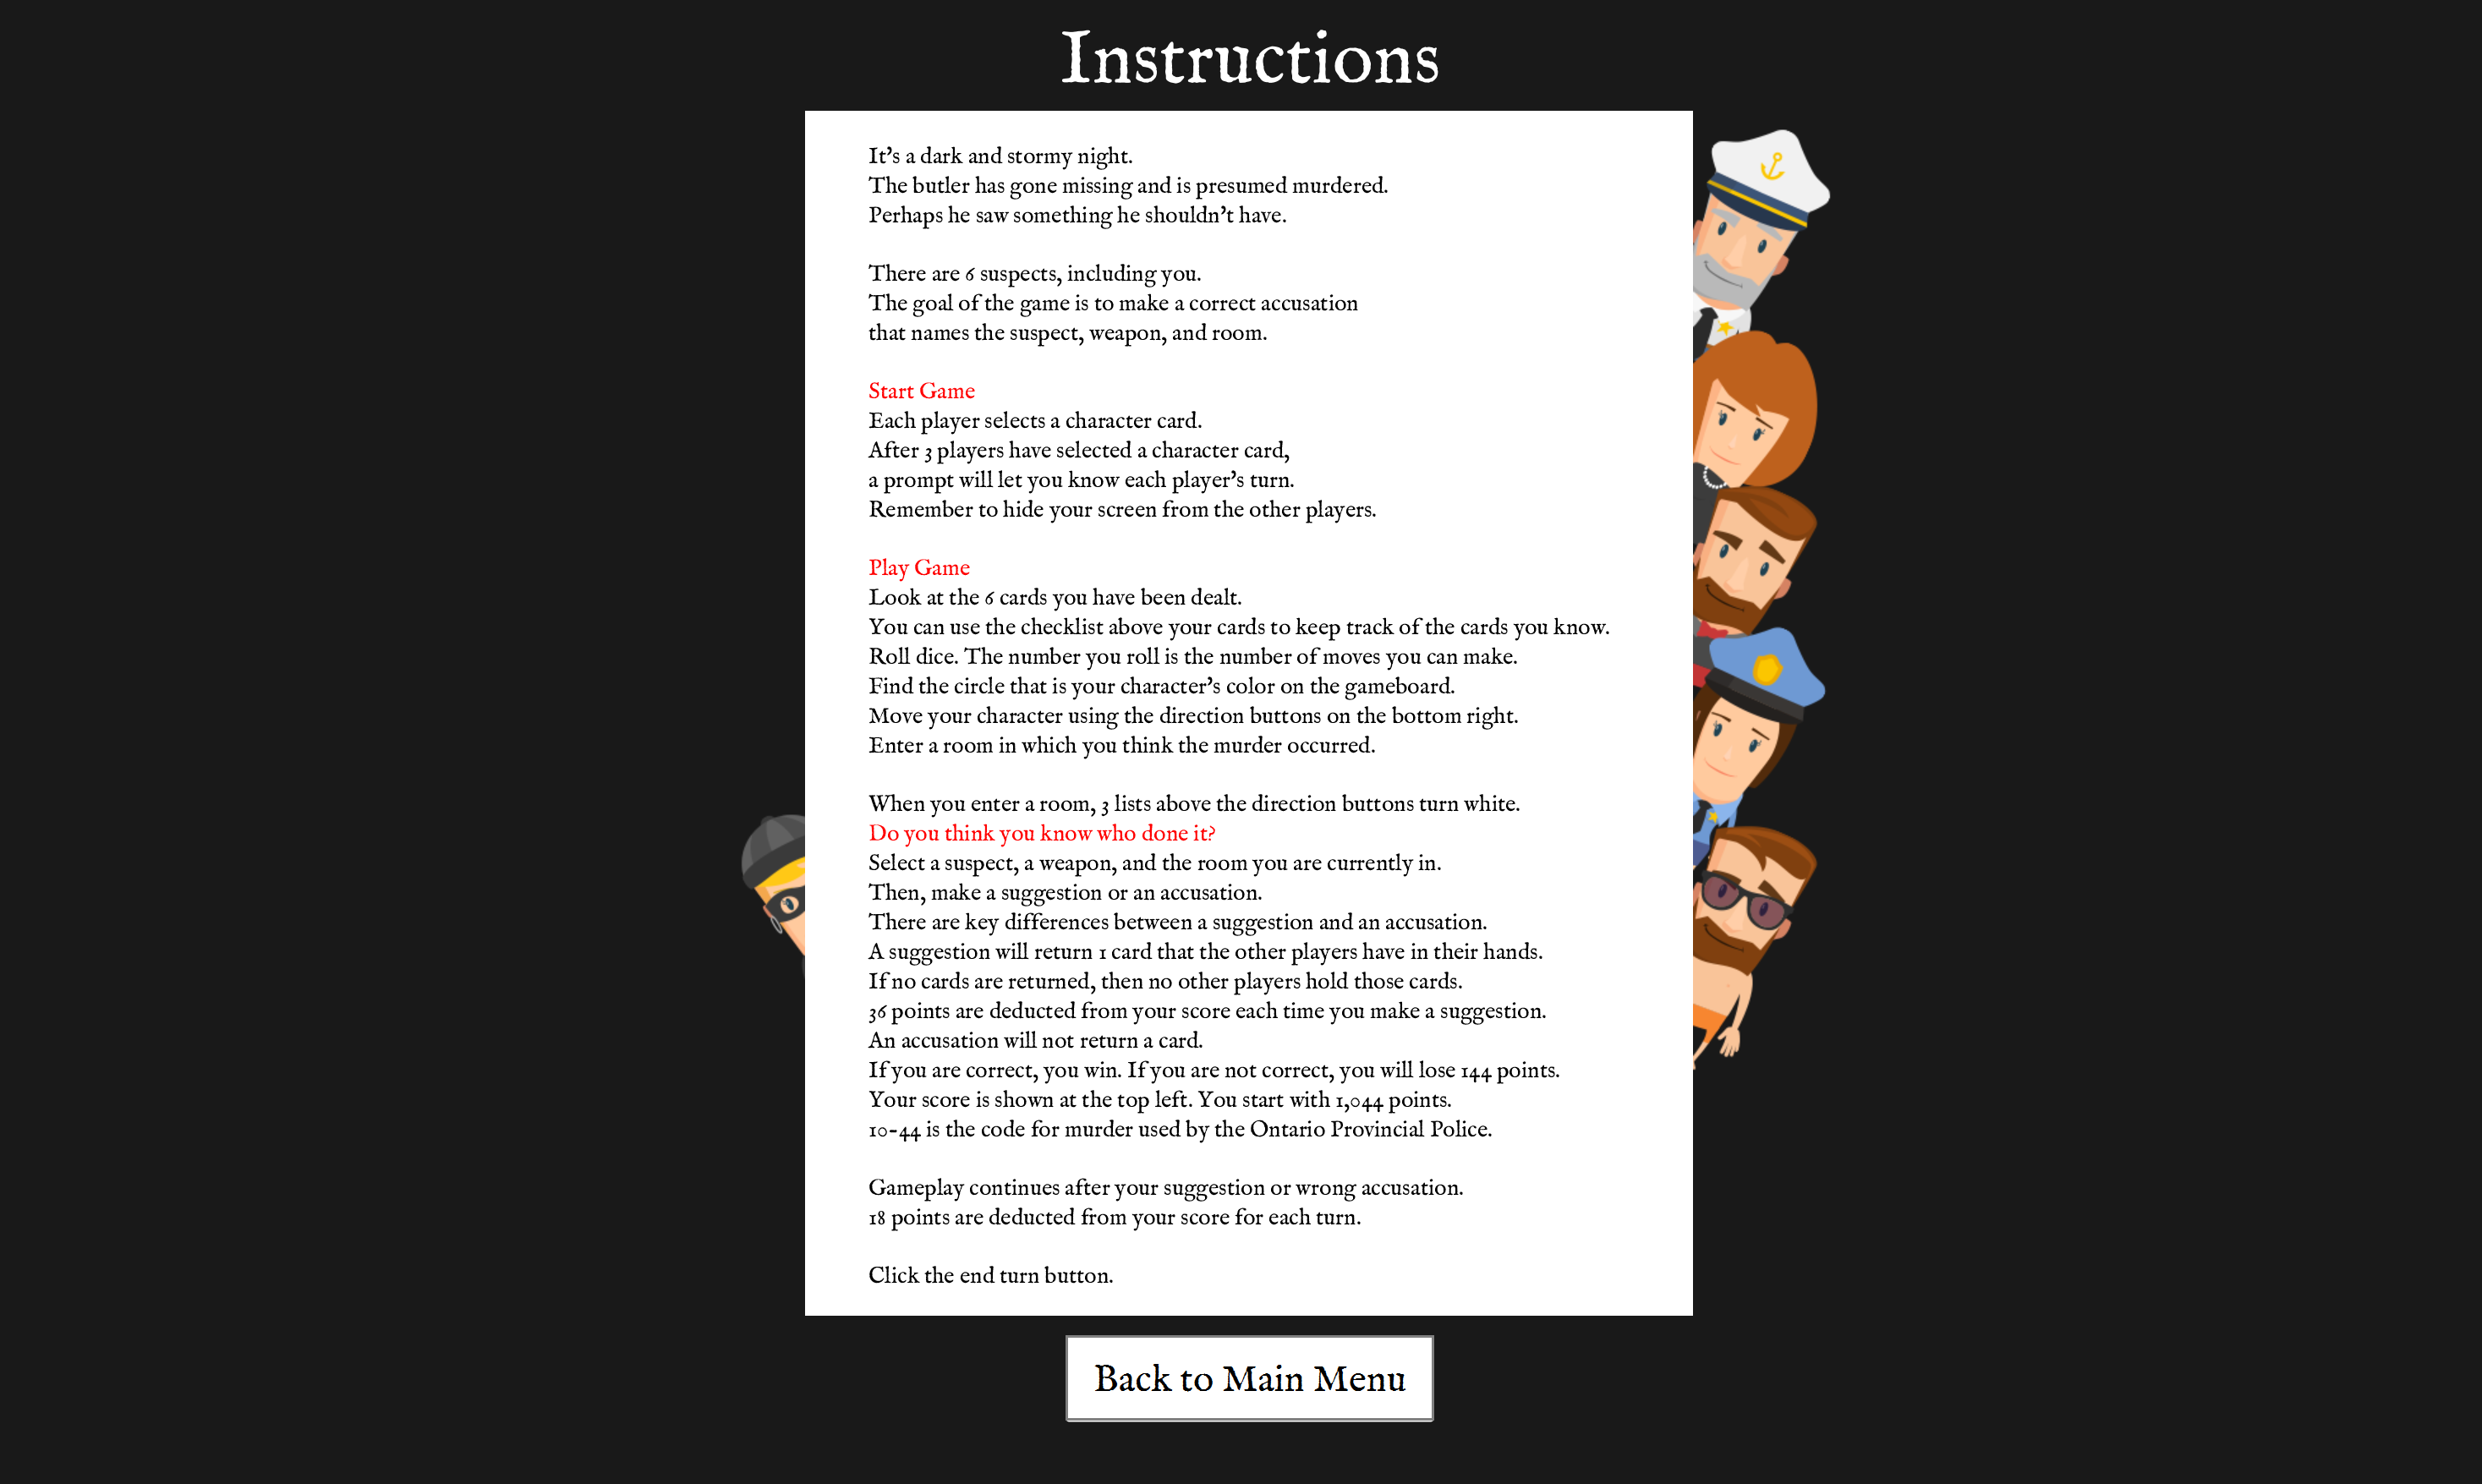 Instructions
It's a dark and stormy night.
The butler has gone missing and is presumed murdered.
Perhaps he saw something he shouldn't have.
There are 6 suspects, including you.
The goal of the game is to make a correct accusation
that names the suspect, weapon, and room.
Start Game
Each player selects a character card.
After 3 players have selected a character card,
a prompt will let you know each player's turn.
Remember to hide your screen from the other players.
Play Game
Look at the 6 cards you have been dealt.
You can use the checklist above your cards to keep track of the cards you know.
Roll dice. The number you roll is the number of moves you can make.
Find the circle that is your character's color on the gameboard.
Move your character using the direction buttons on the bottom right.
Enter a room in which you think the murder occurred.
When you enter a room, 3 lists above the direction buttons turn white.
Do you think you know who done it?
Select a suspect, a weapon, and the room you are currently in.
Then, make a suggestion or an accusation.
There are key differences between a suggestion and an accusation.
A suggestion will return 1 card that the other players have in their hands.
If no cards are returned, then no other players hold those cards.
36 points are deducted from your score each time you make a suggestion.
An accusation will not return a card.
If you are correct, you win. If you are not correct, you will lose 144 points.
Your score is shown at the top left. You start with 1,044 points.
10-44 is the code for murder used by the Ontario Provincial Police.
Gameplay continues after your suggestion or wrong accusation.
18 points are deducted from your score for each turn.
Click the end turn button.
Back to Main Menu